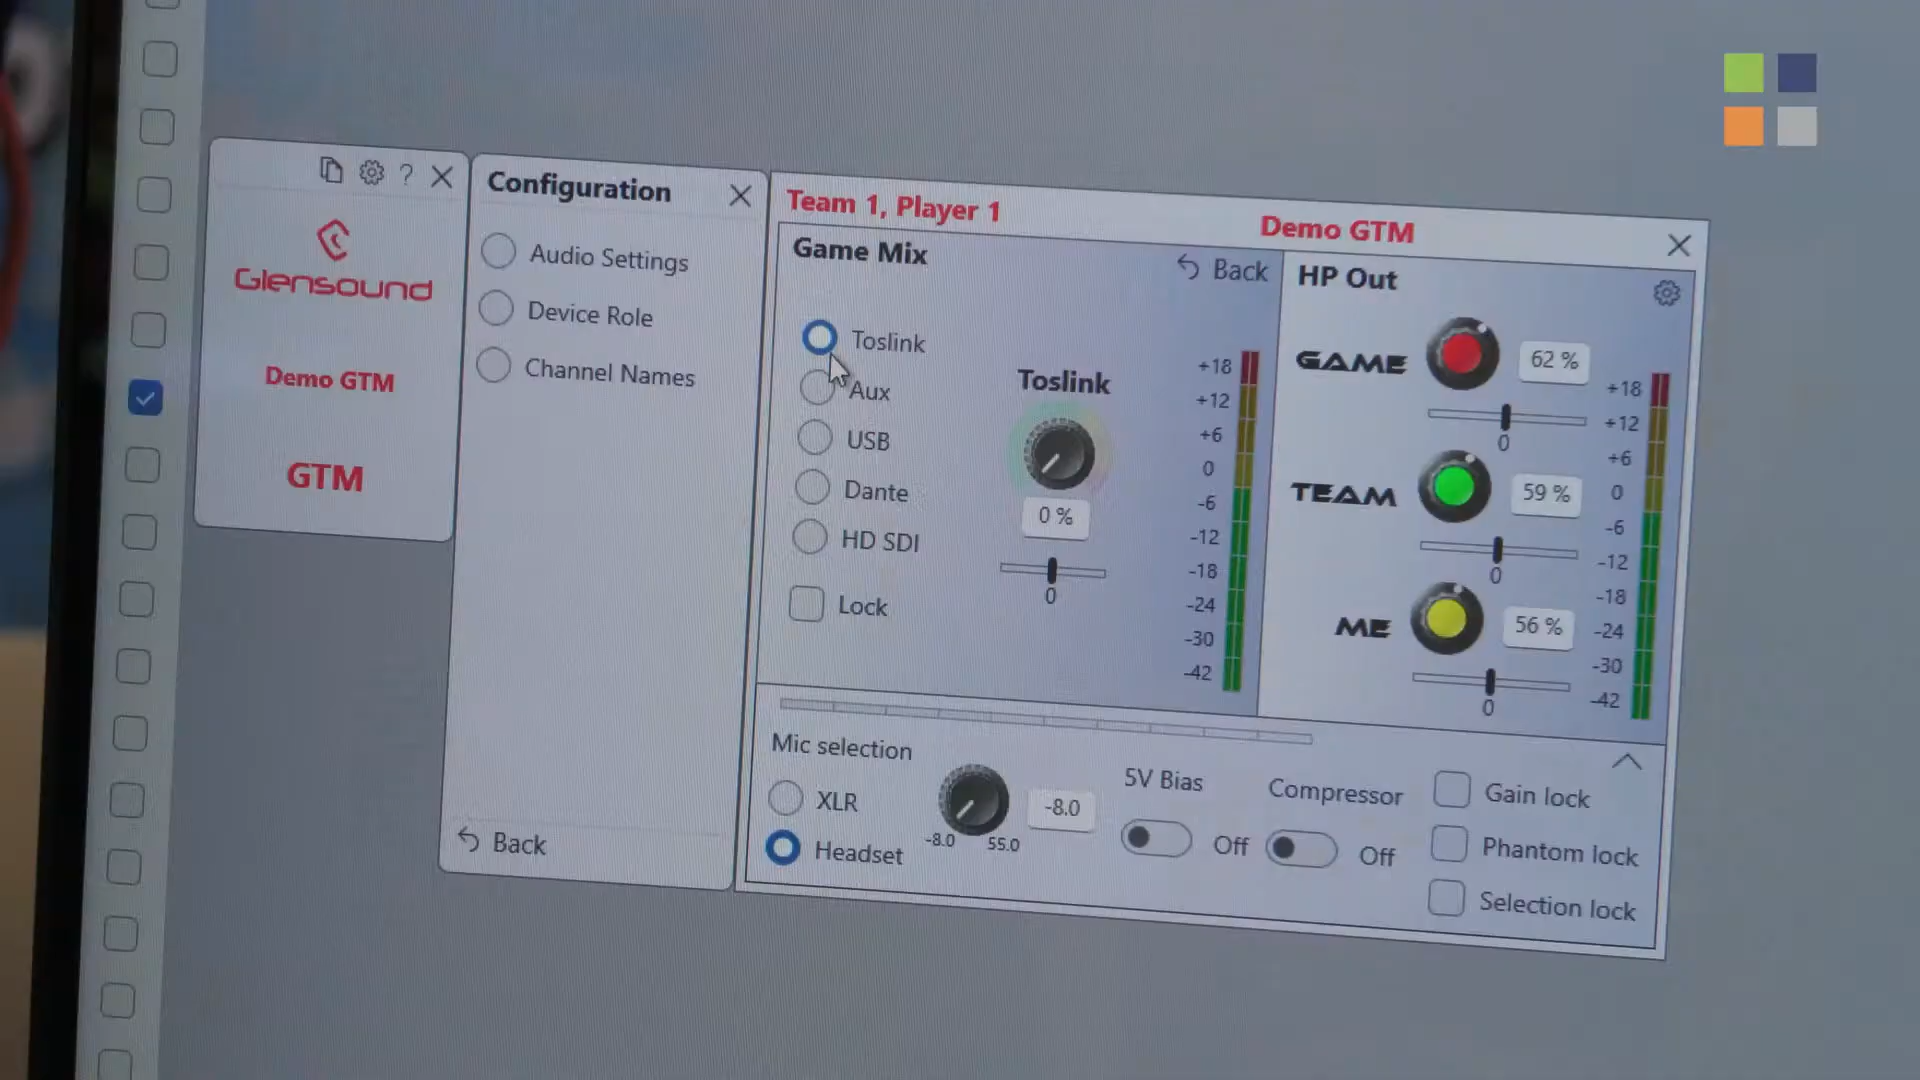 ?
Glensound
Demo GTM
GTM
Configuration
Audio Settings
Device Role
Channel Names
Back
Team 1, Player 1
Demo GTM
Game Mix
Back
Toslink
Aux
USB
Dante
HD SDI
Lock
Toslink
0 %
0
+18
+12
+6
0
-6
-12
-18
-24
-30
-42
HP Out
GAME
62 %
0
TEAM
59 %
0
ME
56 %
0
+18
+12
+6
0
-6
-12
-18
-24
-30
-42
Mic selection
XLR
Headset
-8.0
-8.0 55.0
5V Bias
Off
Compressor
Off
Gain lock
Phantom lock
Selection lock